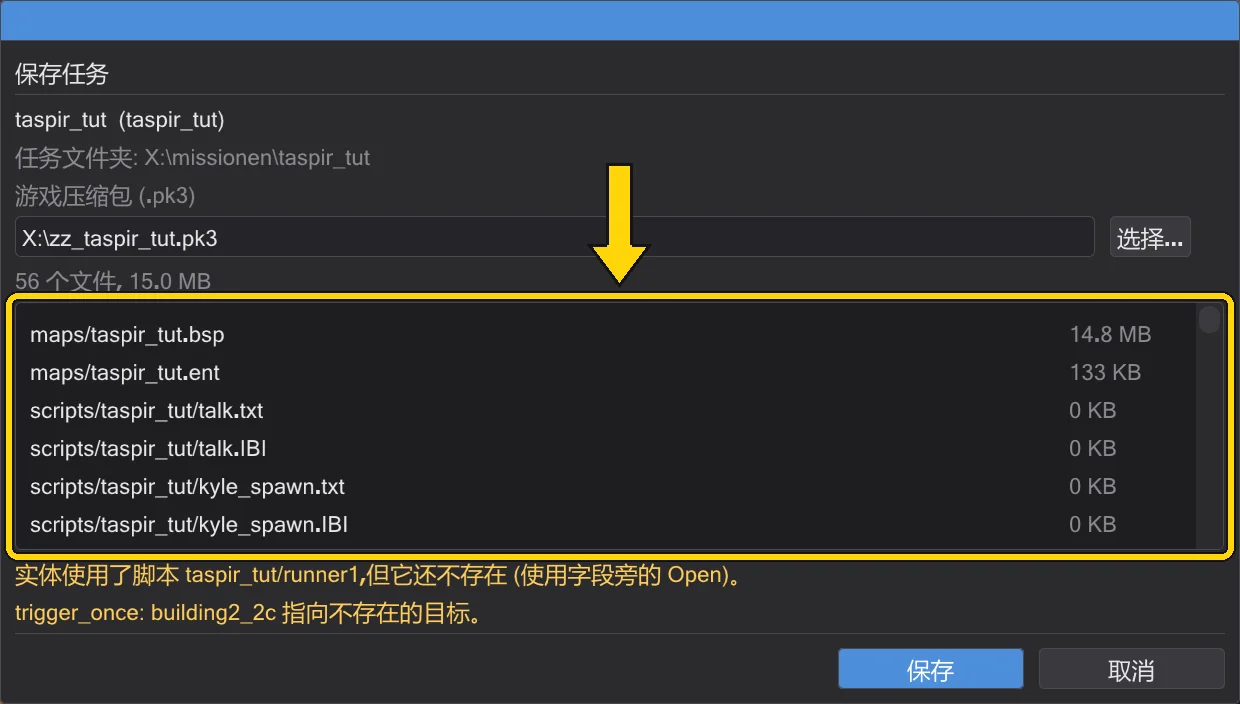 保存任务
taspir_tut (taspir_tut)
任务文件夹: X:\missionen\taspir_tut
游戏压缩包 (.pk3)
X:\zz_taspir_tut.pk3 选择...
56 个文件, 15.0 MB
maps/taspir_tut.bsp 14.8 MB
maps/taspir_tut.ent 133 KB
scripts/taspir_tut/talk.txt 0 KB
scripts/taspir_tut/talk.IBI 0 KB
scripts/taspir_tut/kyle_spawn.txt 0 KB
scripts/taspir_tut/kyle_spawn.IBI 0 KB
实体使用了脚本 taspir_tut/runner1,但它还不存在 (使用字段旁的 Open)。
trigger_once: building2_2c 指向不存在的目标。
保存 取消